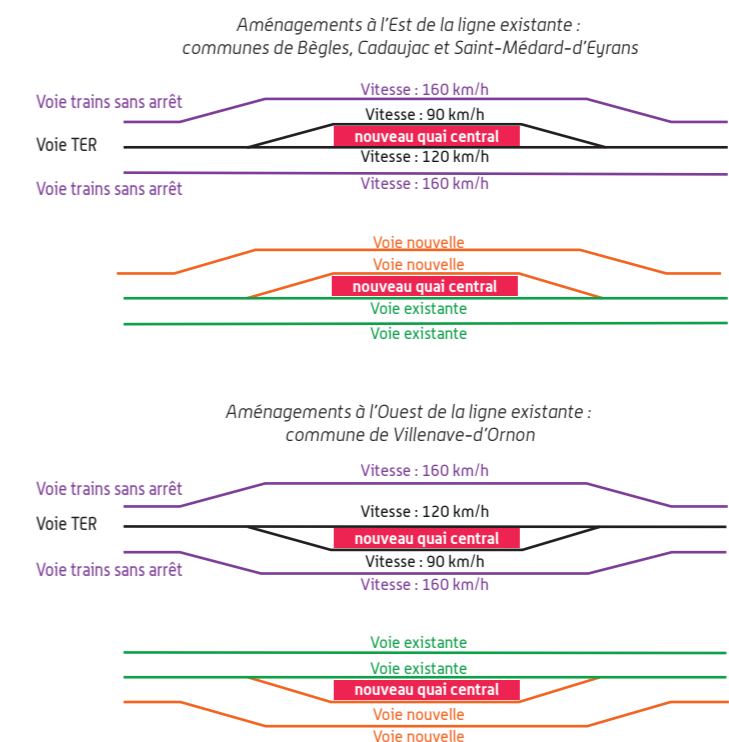 Aménagements à l'Est de la ligne existante :
communes de Bègles, Cadaujac et Saint-Médard-d'Eyrans
Voie trains sans arrêt
Vitesse : 160 km/h
Vitesse : 90 km/h
Voie TER
nouveau quai central
Vitesse : 120 km/h
Voie trains sans arrêt
Vitesse : 160 km/h
Voie nouvelle
Voie nouvelle
nouveau quai central
Voie existante
Voie existante
Aménagements à l'Ouest de la ligne existante :
commune de Villenave-d'Ornon
Vitesse : 160 km/h
Voie trains sans arrêt
Vitesse : 120 km/h
Voie TER
nouveau quai central
Vitesse : 90 km/h
Voie trains sans arrêt
Vitesse : 160 km/h
Voie existante
Voie existante
nouveau quai central
Voie nouvelle
Voie nouvelle